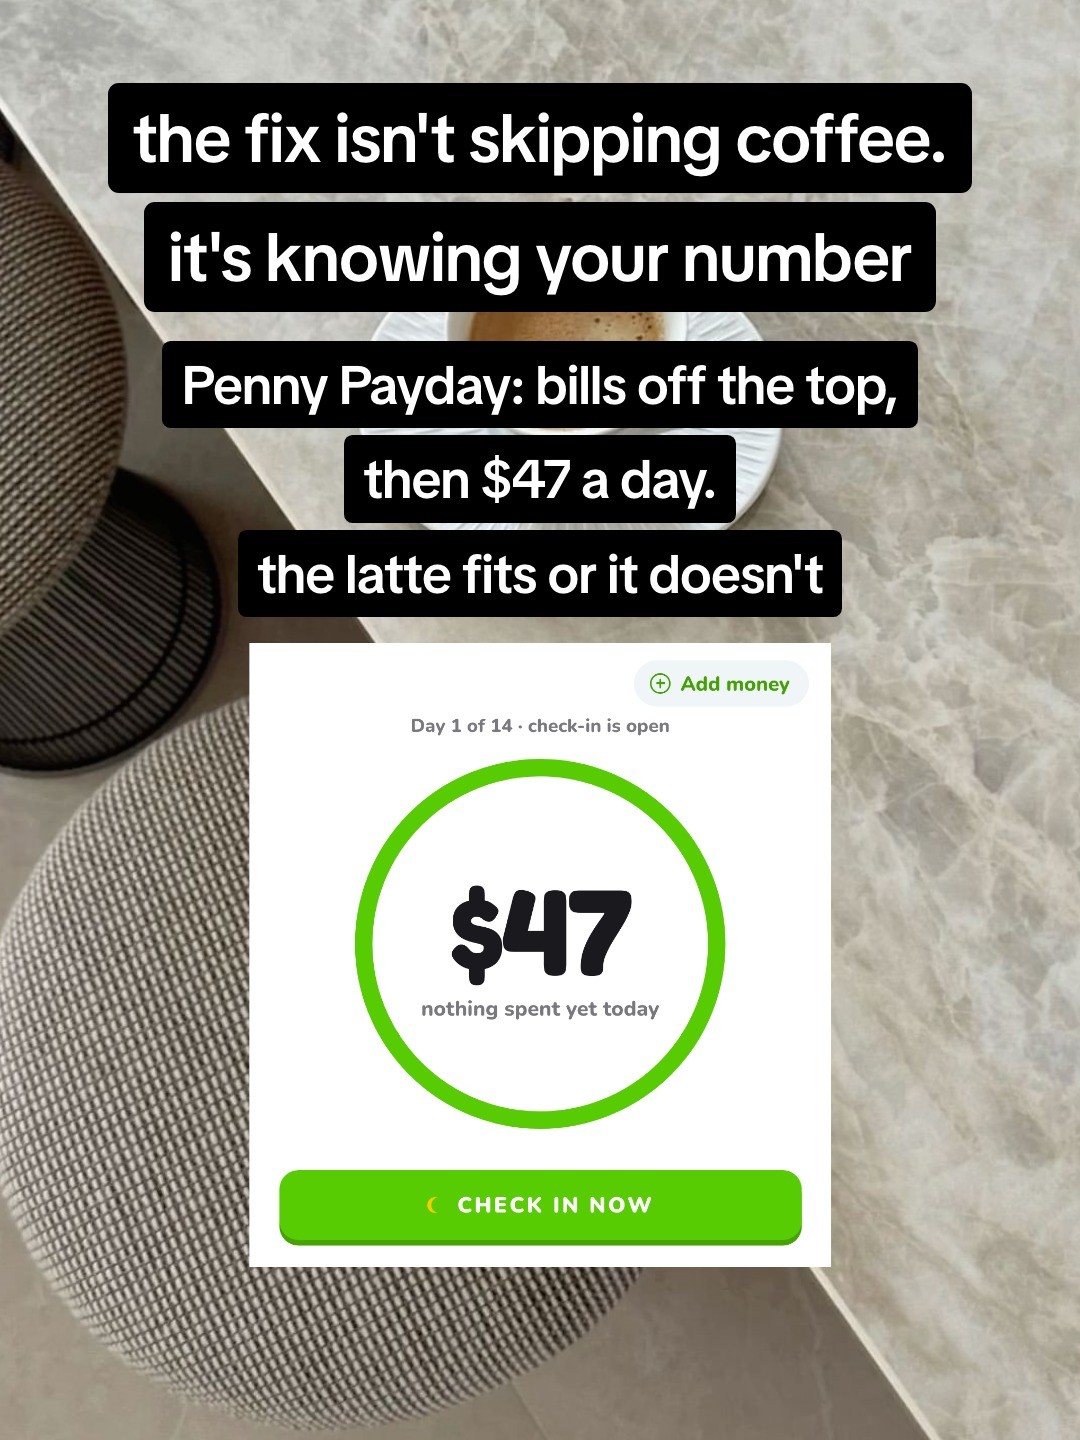 the fix isn't skipping coffee.
it's knowing your number
Penny Payday: bills off the top,
then $47 a day.
the latte fits or it doesn't
Add money
Day 1 of 14 · check-in is open
$47
nothing spent yet today
CHECK IN NOW